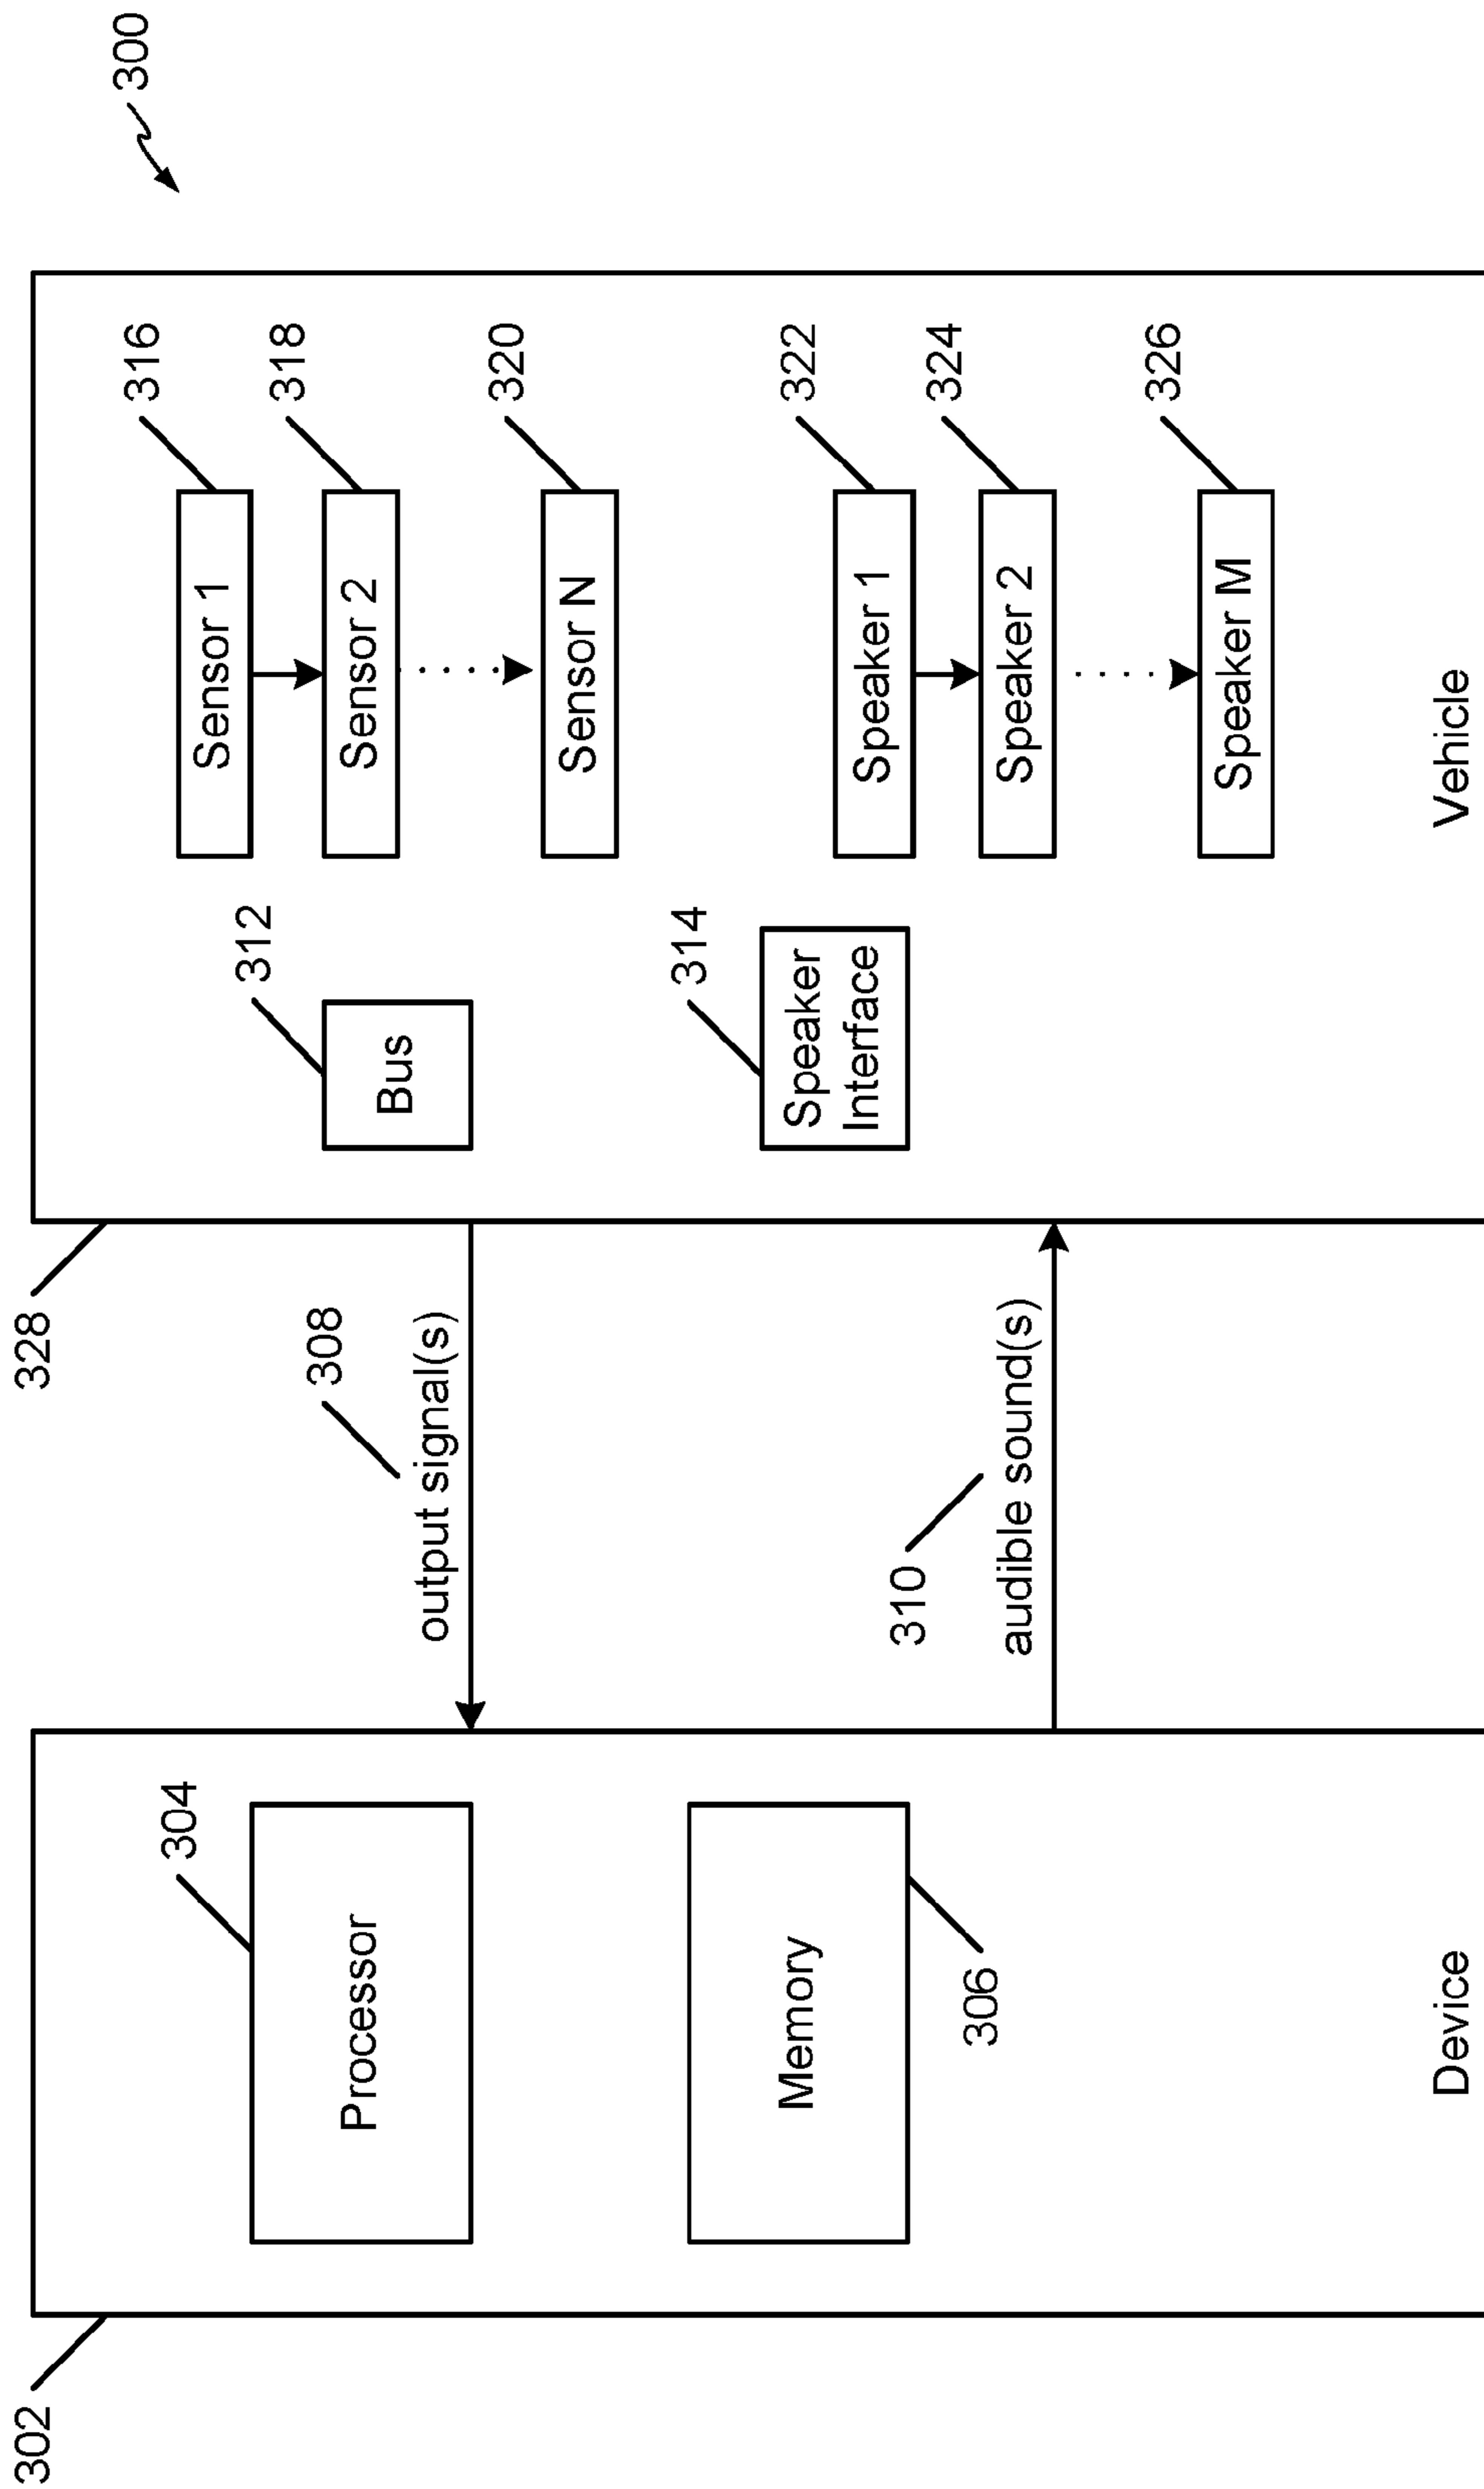 300
302
Processor
304
Memory
306
Device
308
output signal(s)
310
audible sound(s)
328
Bus
312
Speaker
Interface
314
Sensor 1
316
Sensor 2
318
Sensor N
320
Speaker 1
322
Speaker 2
324
Speaker M
326
Vehicle